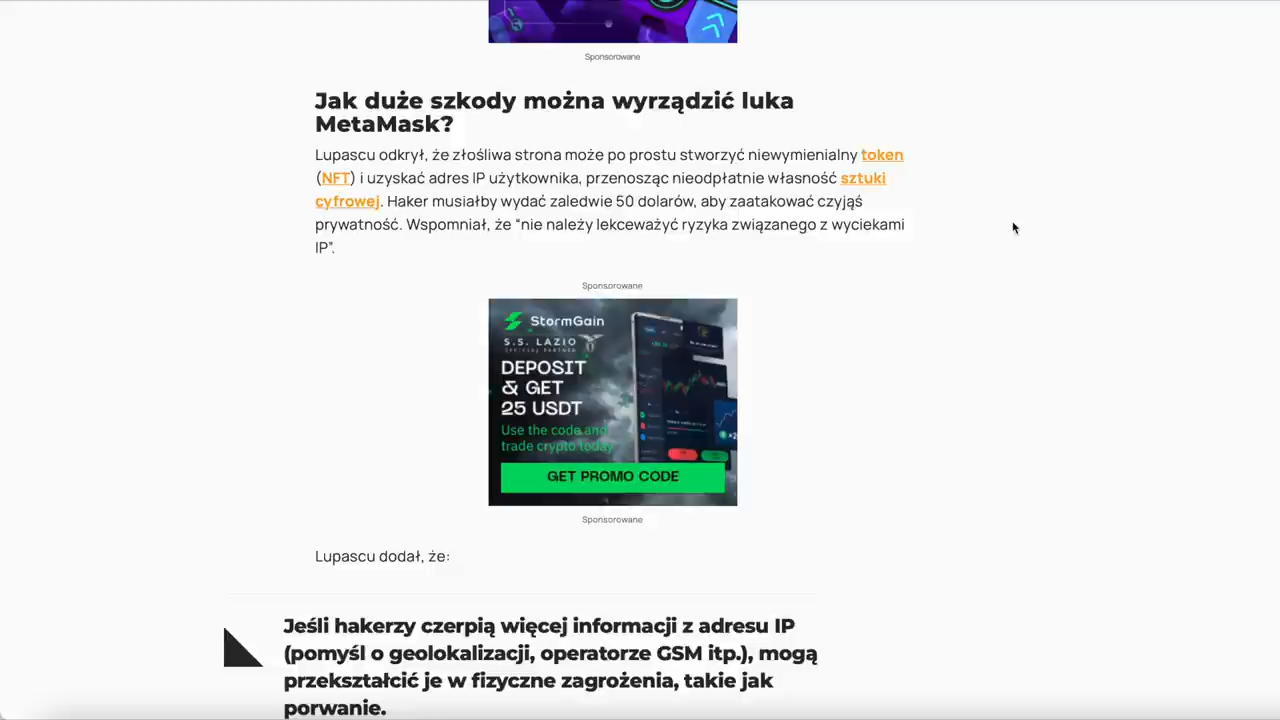 Sponsorowane
Jak duże szkody można wyrządzić luka
MetaMask?
Lupascu odkrył, że złośliwa strona może po prostu stworzyć niewymienialny token
(NFT) i uzyskać adres IP użytkownika, przenosząc nieodpłatnie własność sztuki
cyfrowej. Haker musiałby wydać zaledwie 50 dolarów, aby zaatakować czyjąś
prywatność. Wspomniał, że “nie należy lekceważyć ryzyka związanego z wyciekami
IP”.
Sponsorowane
StormGain
S.S. LAZIO
DEPOSIT
& GET
25 USDT
Use the code and
trade crypto today
GET PROMO CODE
Sponsorowane
Lupascu dodał, że:
Jeśli hakerzy czerpią więcej informacji z adresu IP
(pomyśl o geolokalizacji, operatorze GSM itp.), mogą
przekształcić je w fizyczne zagrożenia, takie jak
porwanie.